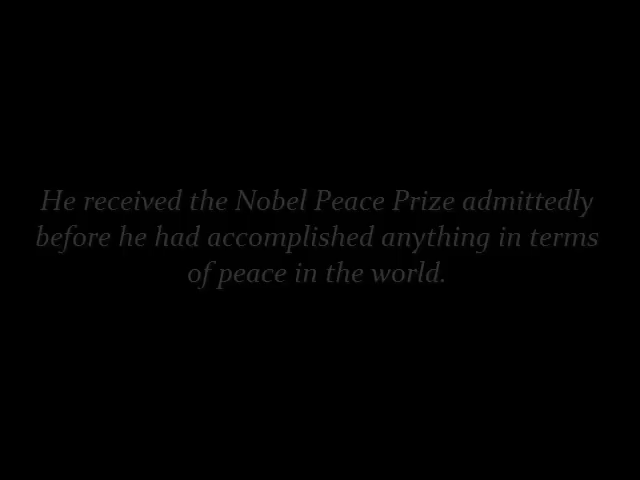 He received the Nobel Peace Prize admittedly
before he had accomplished anything in terms
of peace in the world.